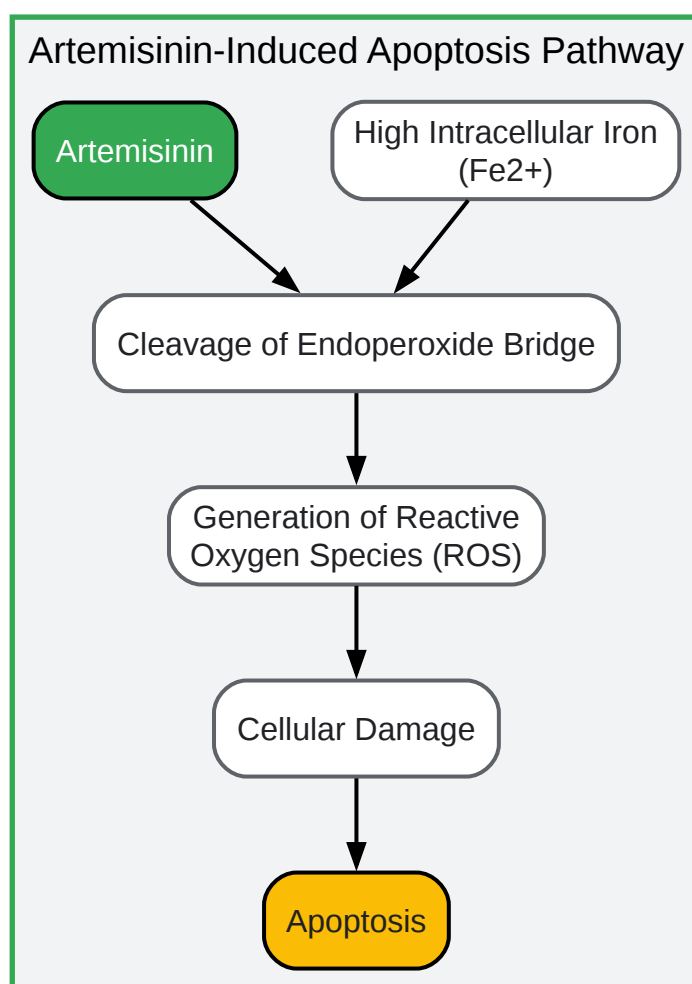 Artemisinin-Induced Apoptosis Pathway
Artemisinin
High Intracellular Iron
(Fe2+)
Cleavage of Endoperoxide Bridge
Generation of Reactive
Oxygen Species (ROS)
Cellular Damage
Apoptosis